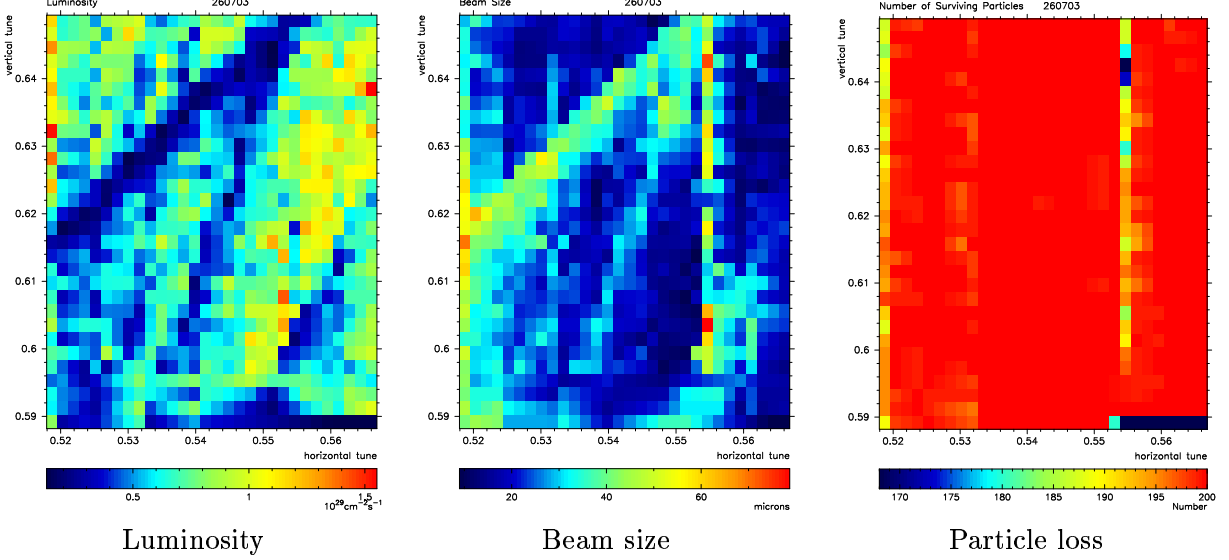 Luminosity 260703
vertical tune
0.64
0.63
0.62
0.61
0.6
0.59
0.52 0.53 0.54 0.55 0.56
horizontal tune
0.5 1 1.5
10²⁹cm⁻²s⁻¹
Luminosity
Beam Size 260703
vertical tune
0.64
0.63
0.62
0.61
0.6
0.59
0.52 0.53 0.54 0.55 0.56
horizontal tune
20 40 60
microns
Beam size
Number of Surviving Particles 260703
vertical tune
0.64
0.63
0.62
0.61
0.6
0.59
0.52 0.53 0.54 0.55 0.56
horizontal tune
170 175 180 185 190 195 200
Number
Particle loss